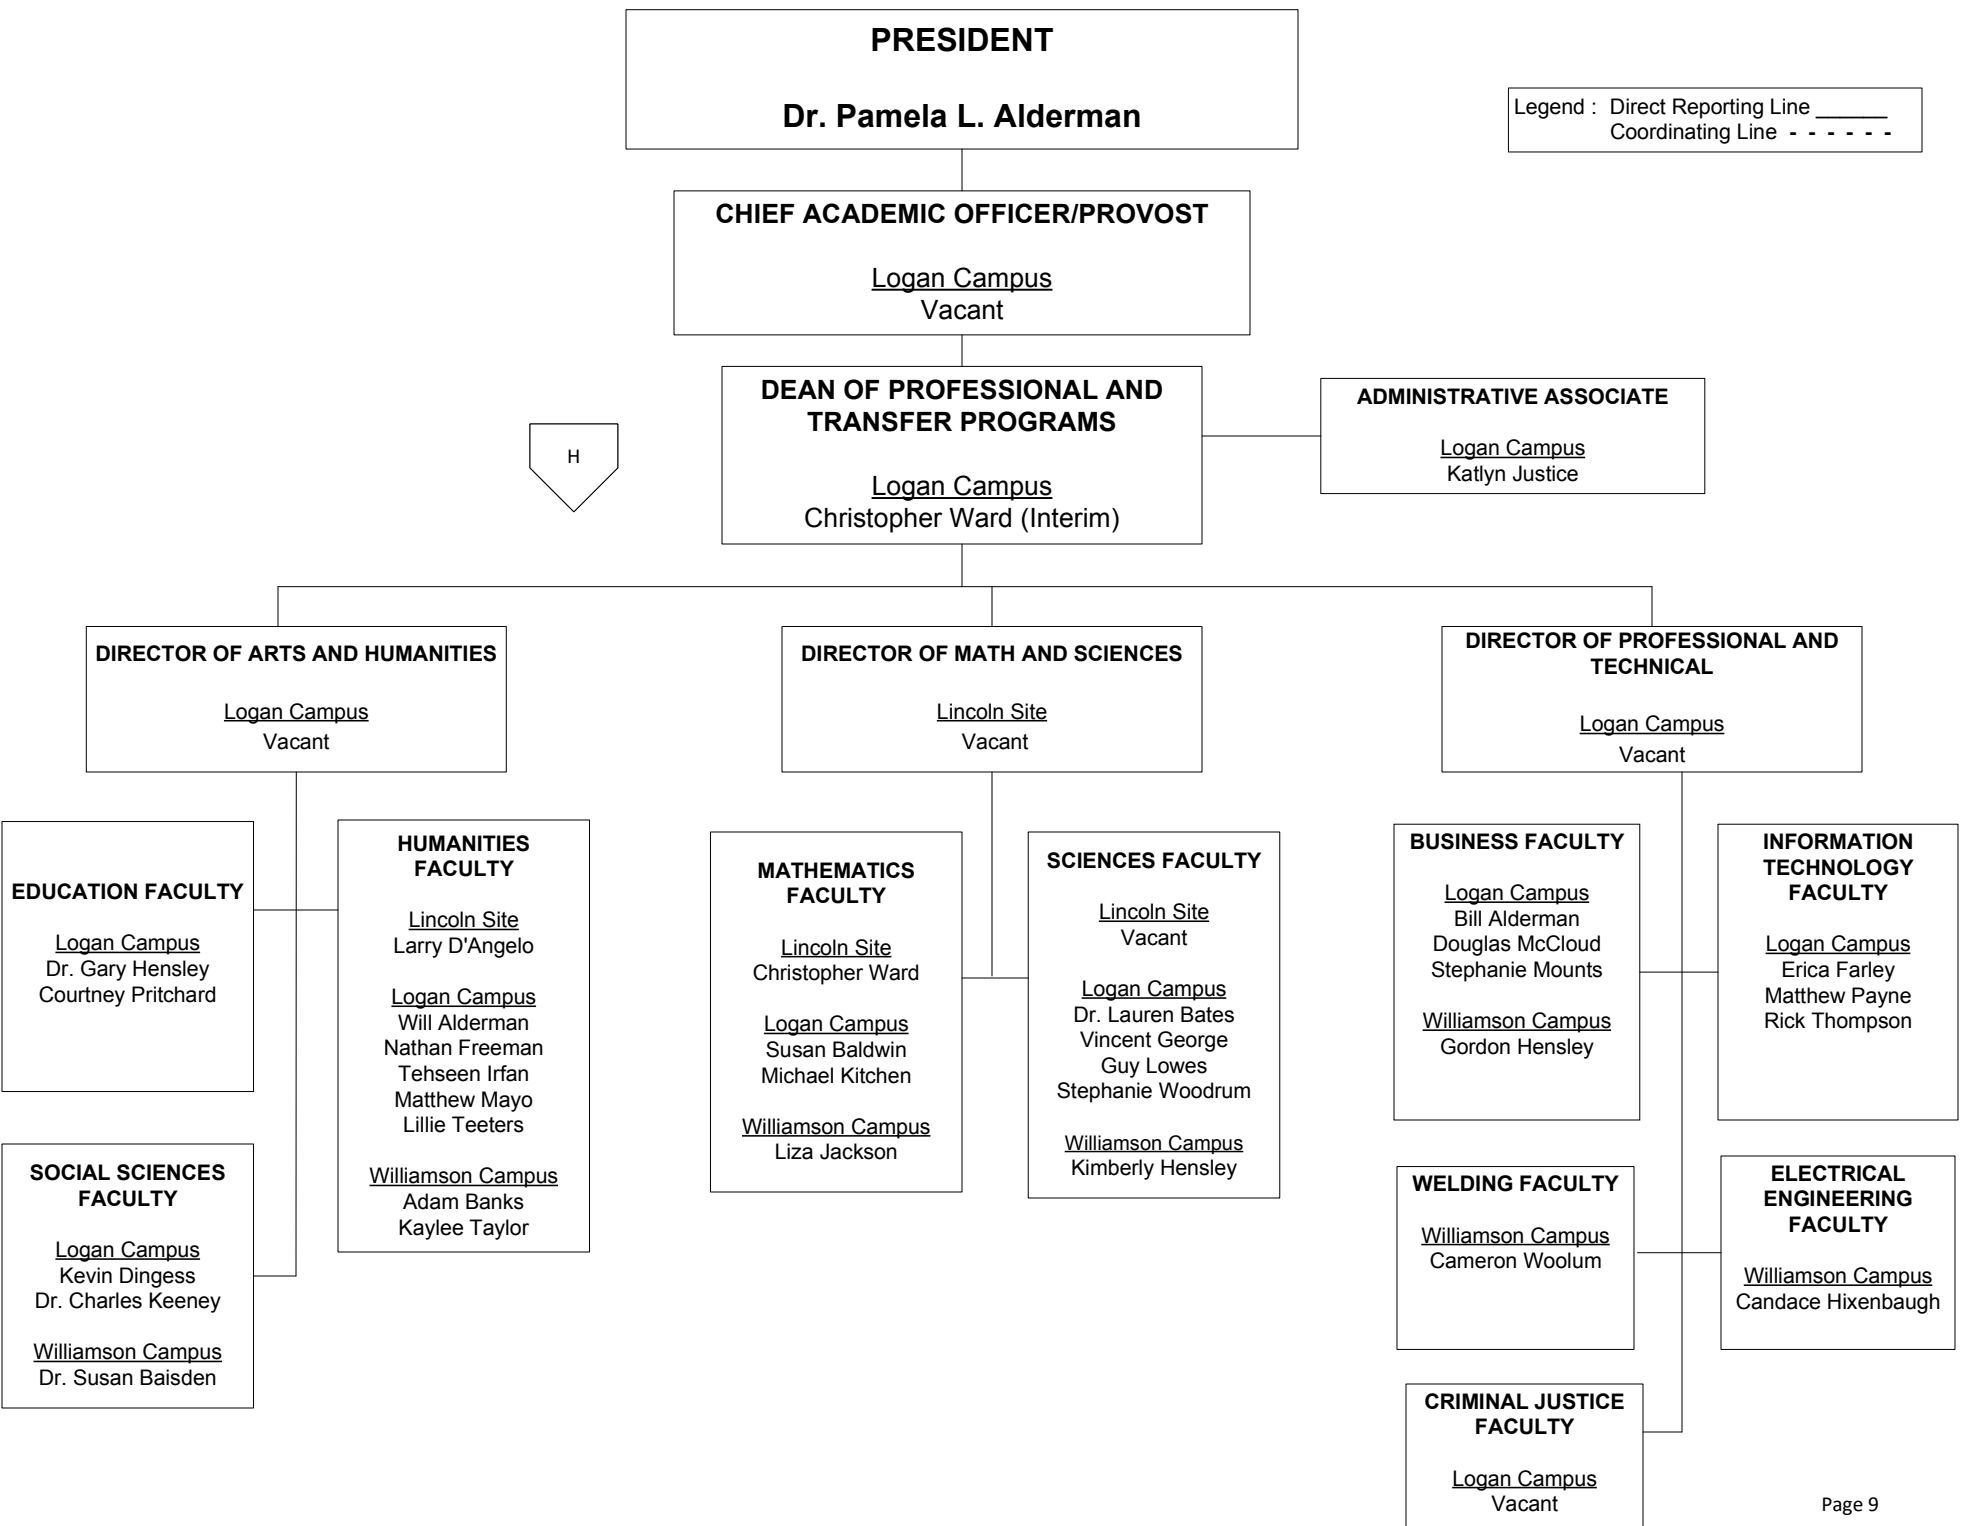 PRESIDENT
Dr. Pamela L. Alderman
Legend : Direct Reporting Line ______
Coordinating Line - - - - - -
CHIEF ACADEMIC OFFICER/PROVOST
Logan Campus
Vacant
DEAN OF PROFESSIONAL AND
TRANSFER PROGRAMS
Logan Campus
Christopher Ward (Interim)
ADMINISTRATIVE ASSOCIATE
Logan Campus
Katlyn Justice
H
DIRECTOR OF ARTS AND HUMANITIES
Logan Campus
Vacant
DIRECTOR OF MATH AND SCIENCES
Lincoln Site
Vacant
DIRECTOR OF PROFESSIONAL AND
TECHNICAL
Logan Campus
Vacant
EDUCATION FACULTY
Logan Campus
Dr. Gary Hensley
Courtney Pritchard
HUMANITIES
FACULTY
Lincoln Site
Larry D'Angelo
Logan Campus
Will Alderman
Nathan Freeman
Tehseen Irfan
Matthew Mayo
Lillie Teeters
Williamson Campus
Adam Banks
Kaylee Taylor
SOCIAL SCIENCES
FACULTY
Logan Campus
Kevin Dingess
Dr. Charles Keeney
Williamson Campus
Dr. Susan Baisden
MATHEMATICS
FACULTY
Lincoln Site
Christopher Ward
Logan Campus
Susan Baldwin
Michael Kitchen
Williamson Campus
Liza Jackson
SCIENCES FACULTY
Lincoln Site
Vacant
Logan Campus
Dr. Lauren Bates
Vincent George
Guy Lowes
Stephanie Woodrum
Williamson Campus
Kimberly Hensley
BUSINESS FACULTY
Logan Campus
Bill Alderman
Douglas McCloud
Stephanie Mounts
Williamson Campus
Gordon Hensley
INFORMATION
TECHNOLOGY
FACULTY
Logan Campus
Erica Farley
Matthew Payne
Rick Thompson
WELDING FACULTY
Williamson Campus
Cameron Woolum
ELECTRICAL
ENGINEERING
FACULTY
Williamson Campus
Candace Hixenbaugh
CRIMINAL JUSTICE
FACULTY
Logan Campus
Vacant
Page 9